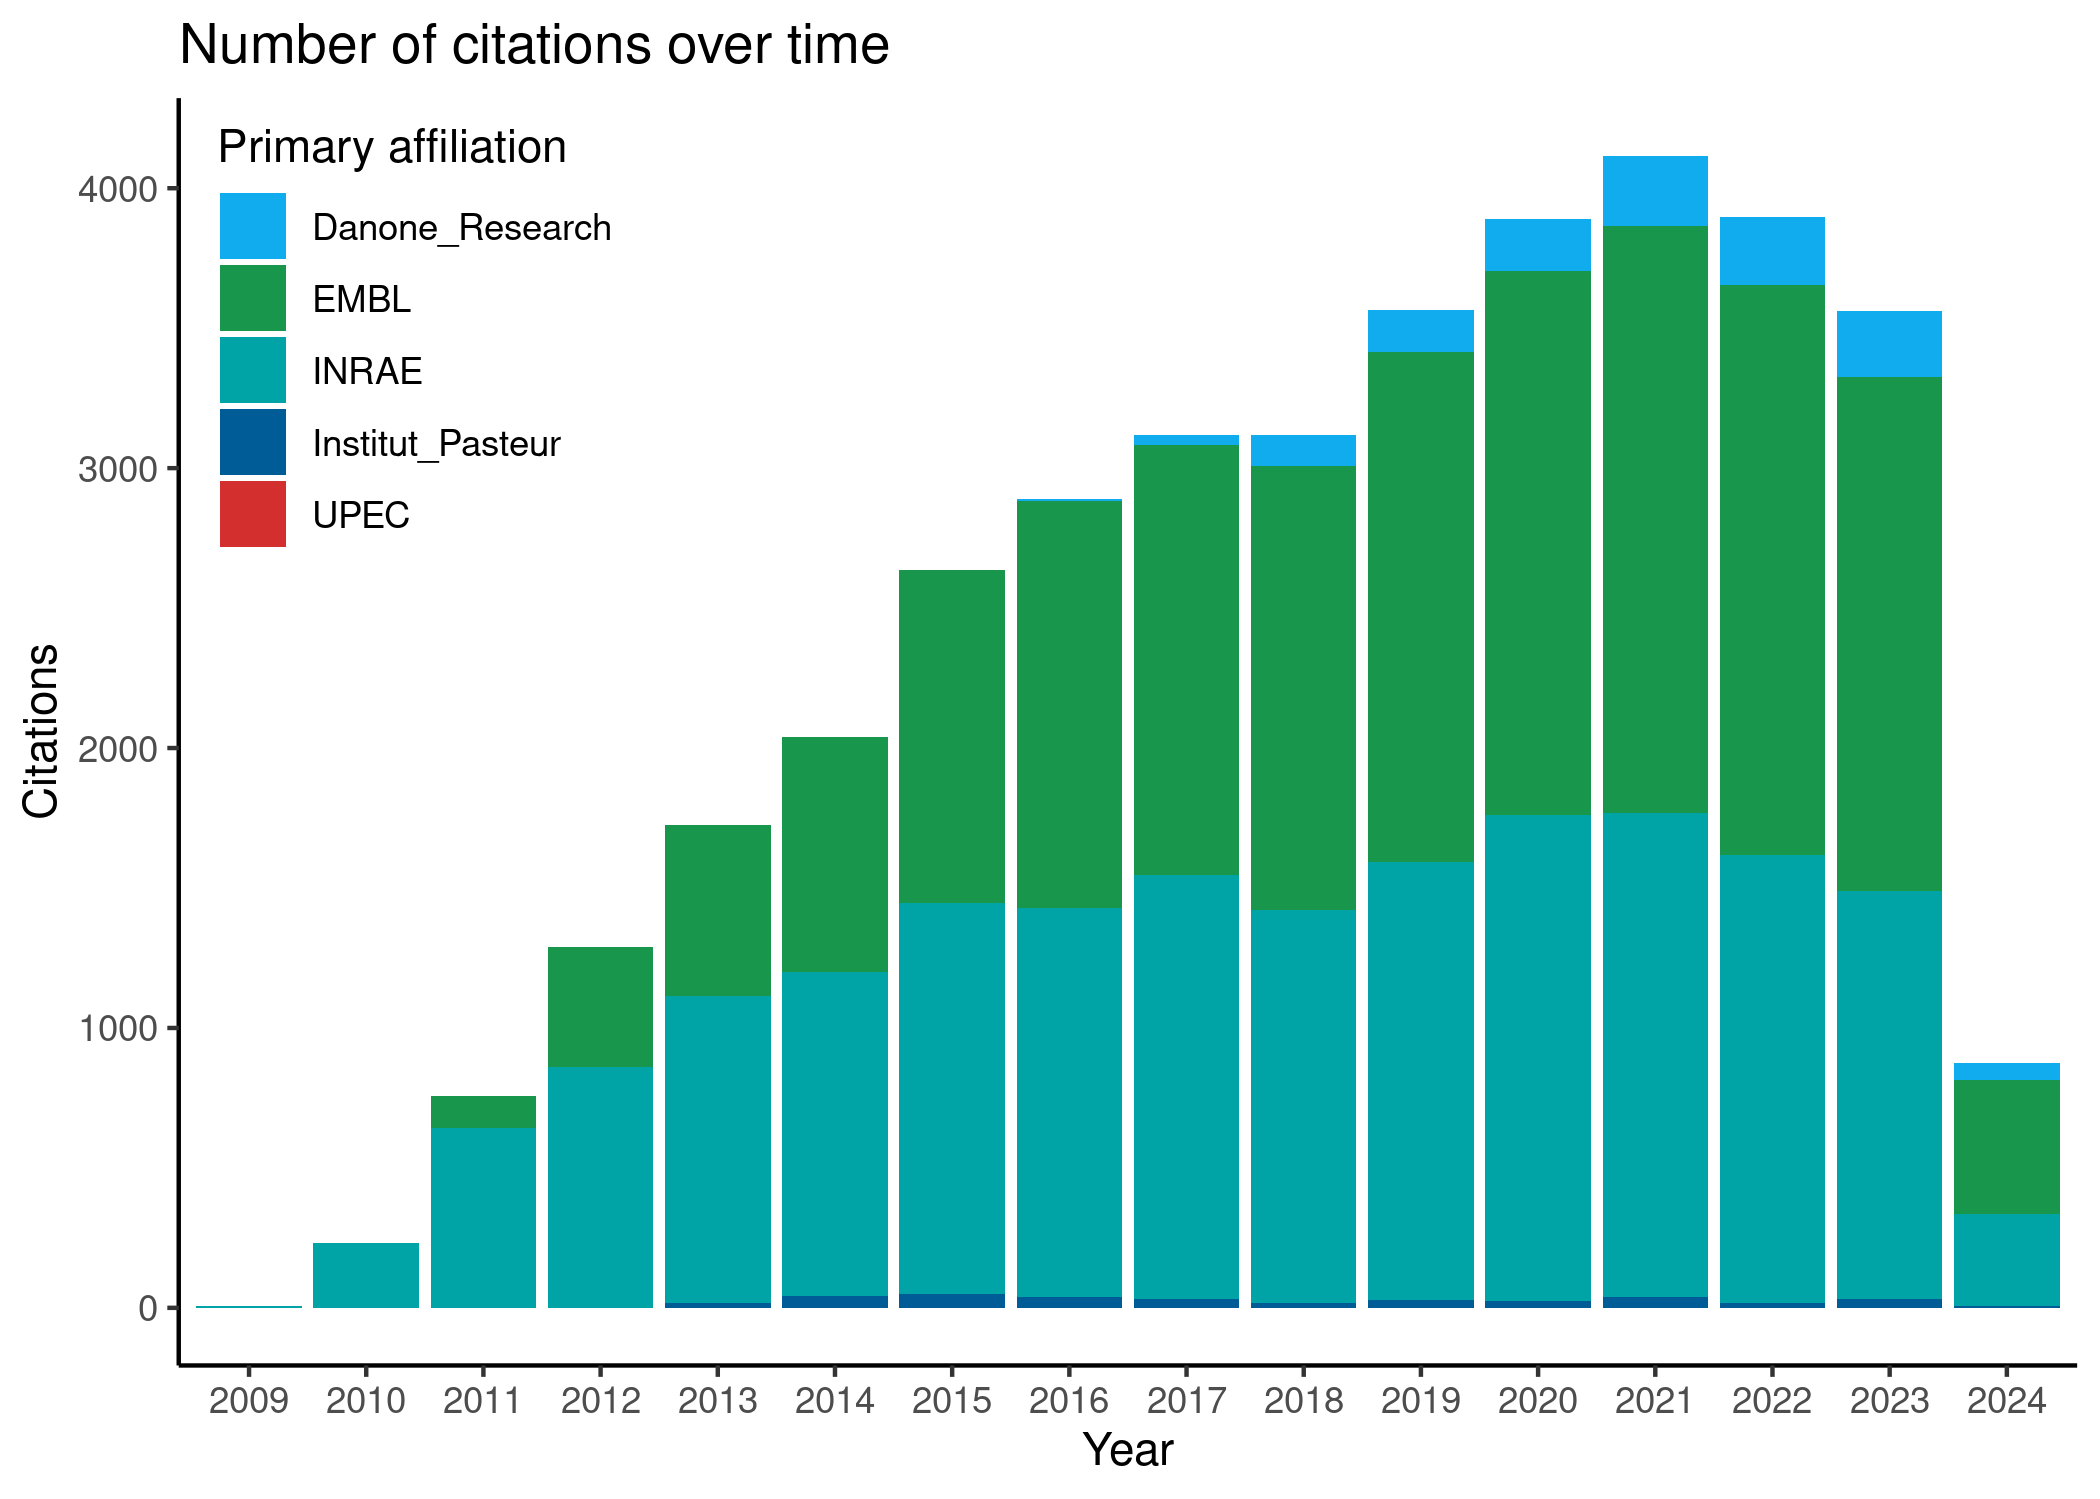 Number of citations over time
Primary affiliation
Danone_Research
EMBL
INRAE
Institut_Pasteur
UPEC
Citations
4000
3000
2000
1000
0
2009 2010 2011 2012 2013 2014 2015 2016 2017 2018 2019 2020 2021 2022 2023 2024
Year